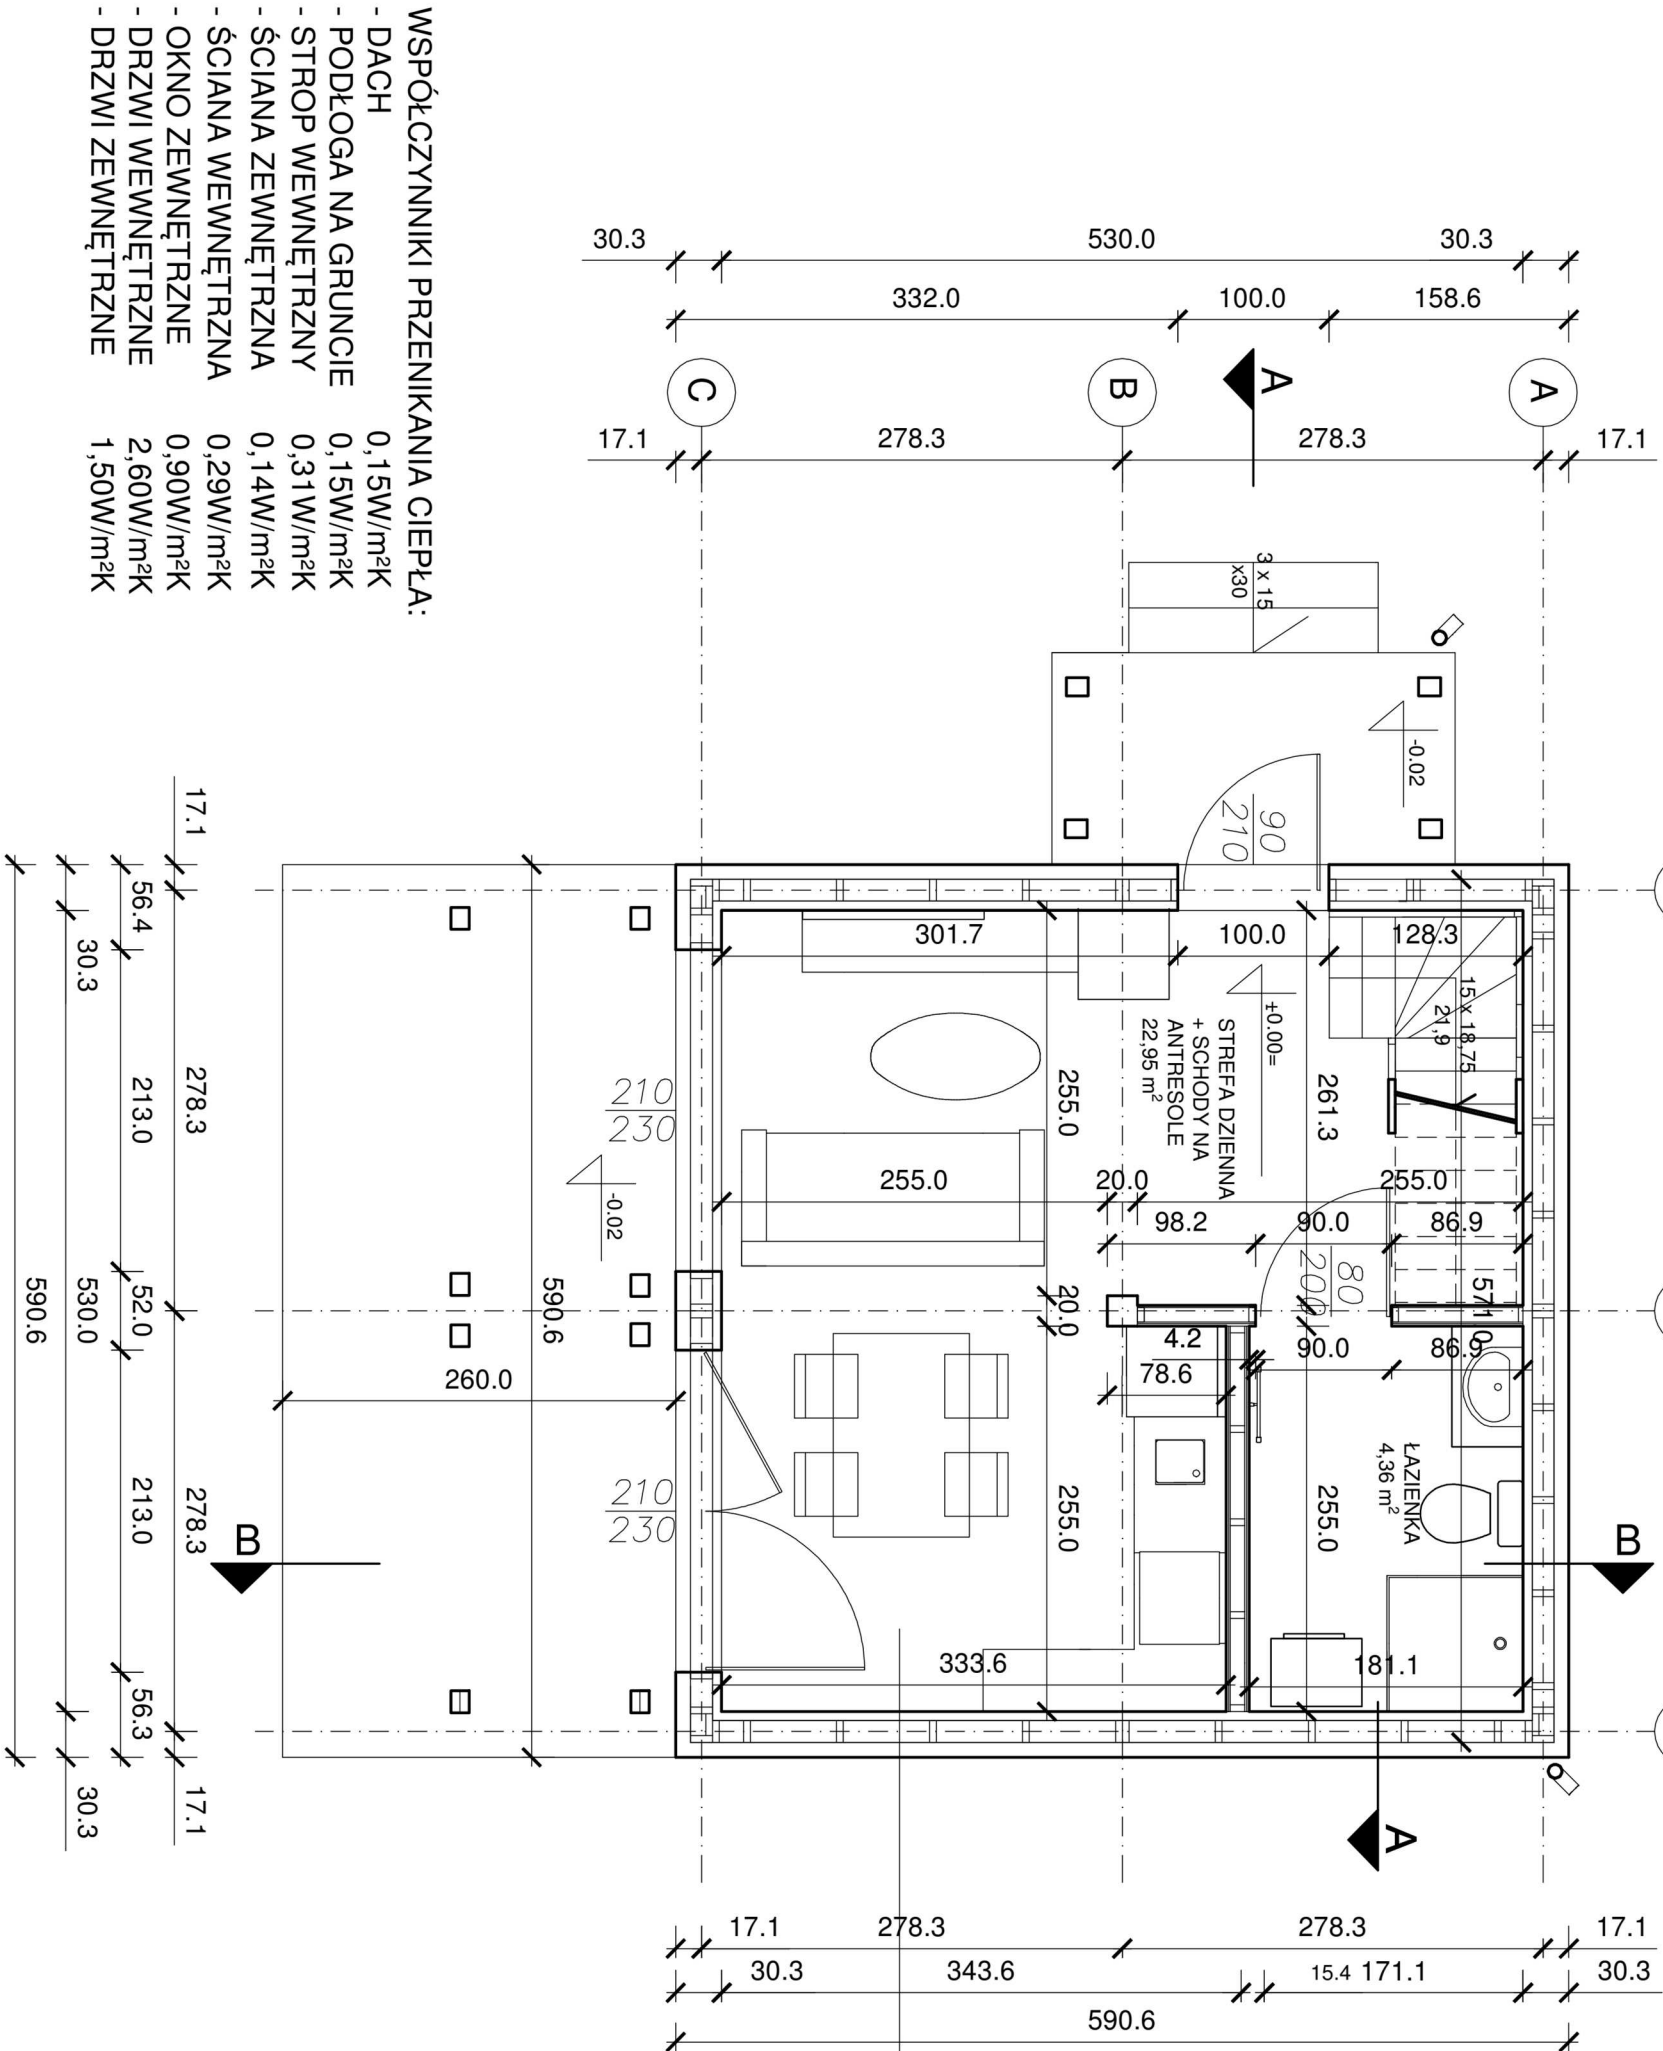 WSPÓŁCZYNNIKI PRZENIKANIA CIEPŁA:
- DACH 0,15W/m²K
- PODŁOGA NA GRUNCIE 0,15W/m²K
- STROP WEWNĘTRZNY 0,31W/m²K
- ŚCIANA ZEWNĘTRZNA 0,14W/m²K
- ŚCIANA WEWNĘTRZNA 0,29W/m²K
- OKNO ZEWNĘTRZNE 0,90W/m²K
- DRZWI WEWNĘTRZNE 2,60W/m²K
- DRZWI ZEWNĘTRZNE 1,50W/m²K
30.3 530.0 30.3
332.0 100.0 158.6
C B A A
17.1 278.3 278.3 17.1
3 x 15
x30
-0.02
90
210
301.7 100.0 128.3
15 x 18,75
21,9
±0.00=
STREFA DZIENNA
+ SCHODY NA
ANTRESOLE
22,95 m²
255.0 261.3
210
230
-0.02
255.0 20.0 255.0
98.2 90.0 86.9
80
200
20.0 571.0
4.2 90.0 86.9
78.6
590.6
260.0
ŁAZIENKA
4,36 m²
255.0 255.0
210
230
B B
333.6 181.1
A
17.1 278.3 278.3 17.1
56.4 213.0 52.0 213.0 56.3
30.3 530.0 30.3
590.6
17.1 278.3 278.3 17.1
30.3 343.6 15.4 171.1 30.3
590.6